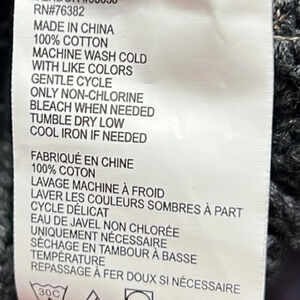 RN#76382
MADE IN CHINA
100% COTTON
MACHINE WASH COLD
WITH LIKE COLORS
GENTLE CYCLE
ONLY NON-CHLORINE
BLEACH WHEN NEEDED
TUMBLE DRY LOW
COOL IRON IF NEEDED
FABRIQUÉ EN CHINE
100% COTON
LAVAGE MACHINE À FROID
LAVER LES COULEURS SOMBRES À PART
CYCLE DÉLICAT
EAU DE JAVEL NON CHLORÉE
UNIQUEMENT NÉCESSAIRE
SÉCHAGE EN TAMBOUR À BASSE
TEMPÉRATURE
REPASSAGE À FER DOUX SI NÉCESSAIRE
30C